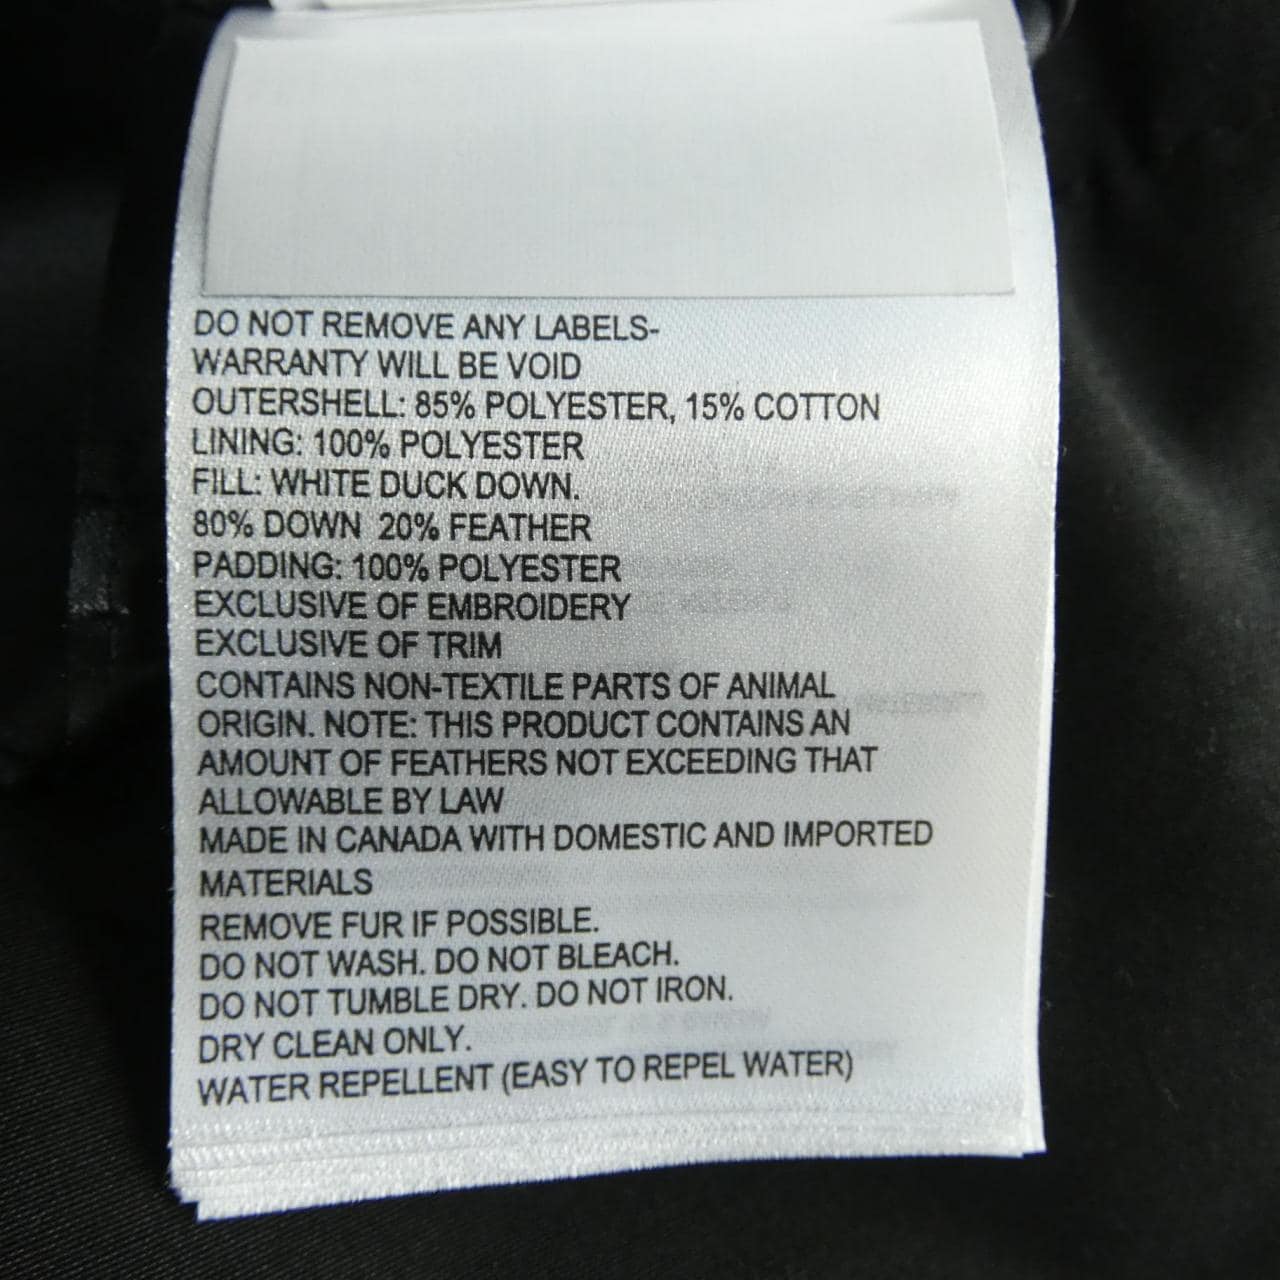 DO NOT REMOVE ANY LABELS-
WARRANTY WILL BE VOID
OUTERSHELL: 85% POLYESTER, 15% COTTON
LINING: 100% POLYESTER
FILL: WHITE DUCK DOWN.
80% DOWN 20% FEATHER
PADDING: 100% POLYESTER
EXCLUSIVE OF EMBROIDERY
EXCLUSIVE OF TRIM
CONTAINS NON-TEXTILE PARTS OF ANIMAL
ORIGIN. NOTE: THIS PRODUCT CONTAINS AN
AMOUNT OF FEATHERS NOT EXCEEDING THAT
ALLOWABLE BY LAW
MADE IN CANADA WITH DOMESTIC AND IMPORTED
MATERIALS
REMOVE FUR IF POSSIBLE.
DO NOT WASH. DO NOT BLEACH.
DO NOT TUMBLE DRY. DO NOT IRON.
DRY CLEAN ONLY.
WATER REPELLENT (EASY TO REPEL WATER)